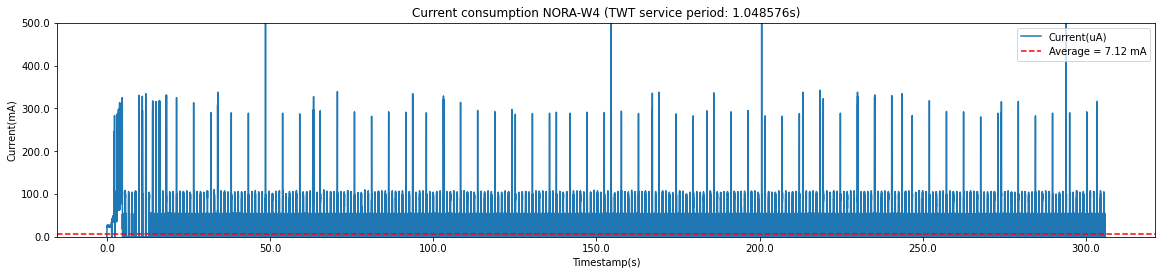 Current consumption NORA-W4 (TWT service period: 1.048576s)
500.0
400.0
300.0
200.0
100.0
0.0
Current(mA)
Current(uA)
Average = 7.12 mA
0.0 50.0 100.0 150.0 200.0 250.0 300.0
Timestamp(s)